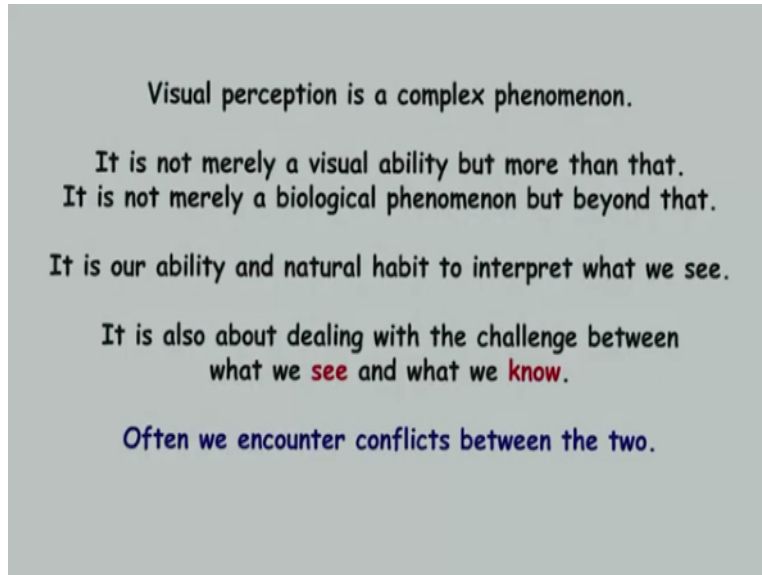 Visual perception is a complex phenomenon.
It is not merely a visual ability but more than that.
It is not merely a biological phenomenon but beyond that.
It is our ability and natural habit to interpret what we see.
It is also about dealing with the challenge between
what we see and what we know.
Often we encounter conflicts between the two.